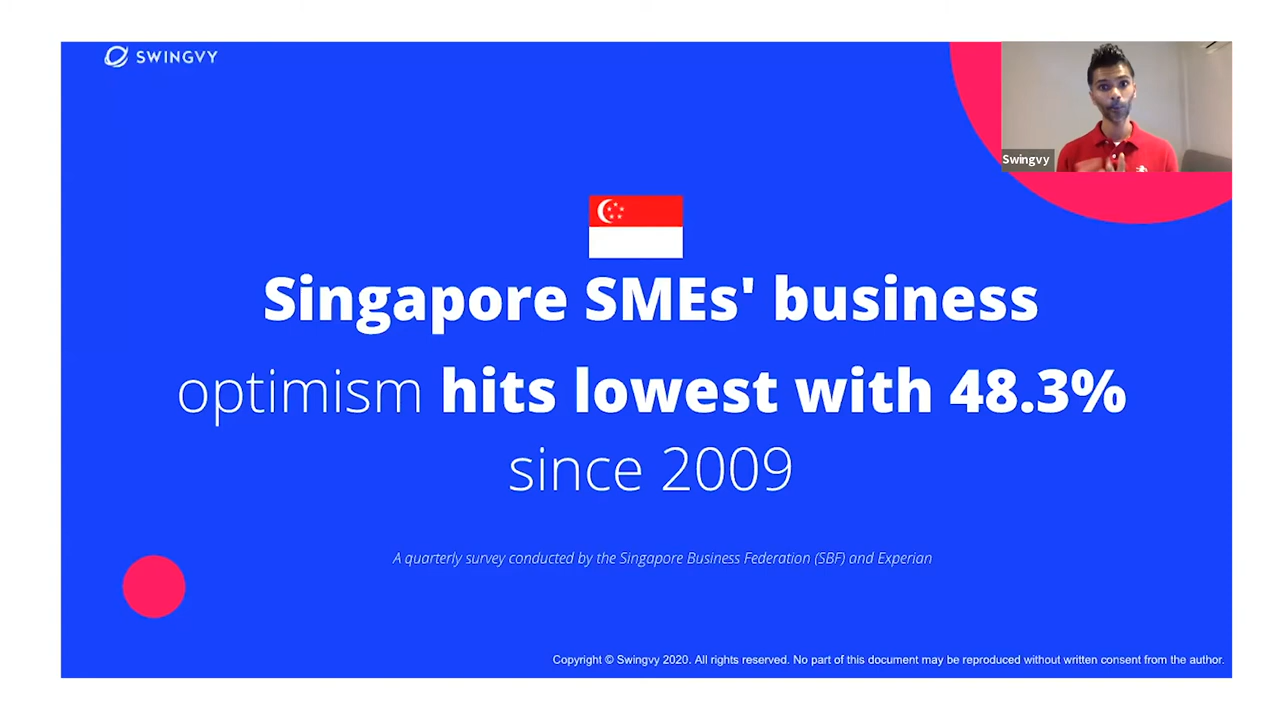 SWINGVY
Swingvy
Singapore SMEs' business
optimism hits lowest with 48.3%
since 2009
A quarterly survey conducted by the Singapore Business Federation (SBF) and Experian
Copyright © Swingvy 2020. All rights reserved. No part of this document may be reproduced without written consent from the author.